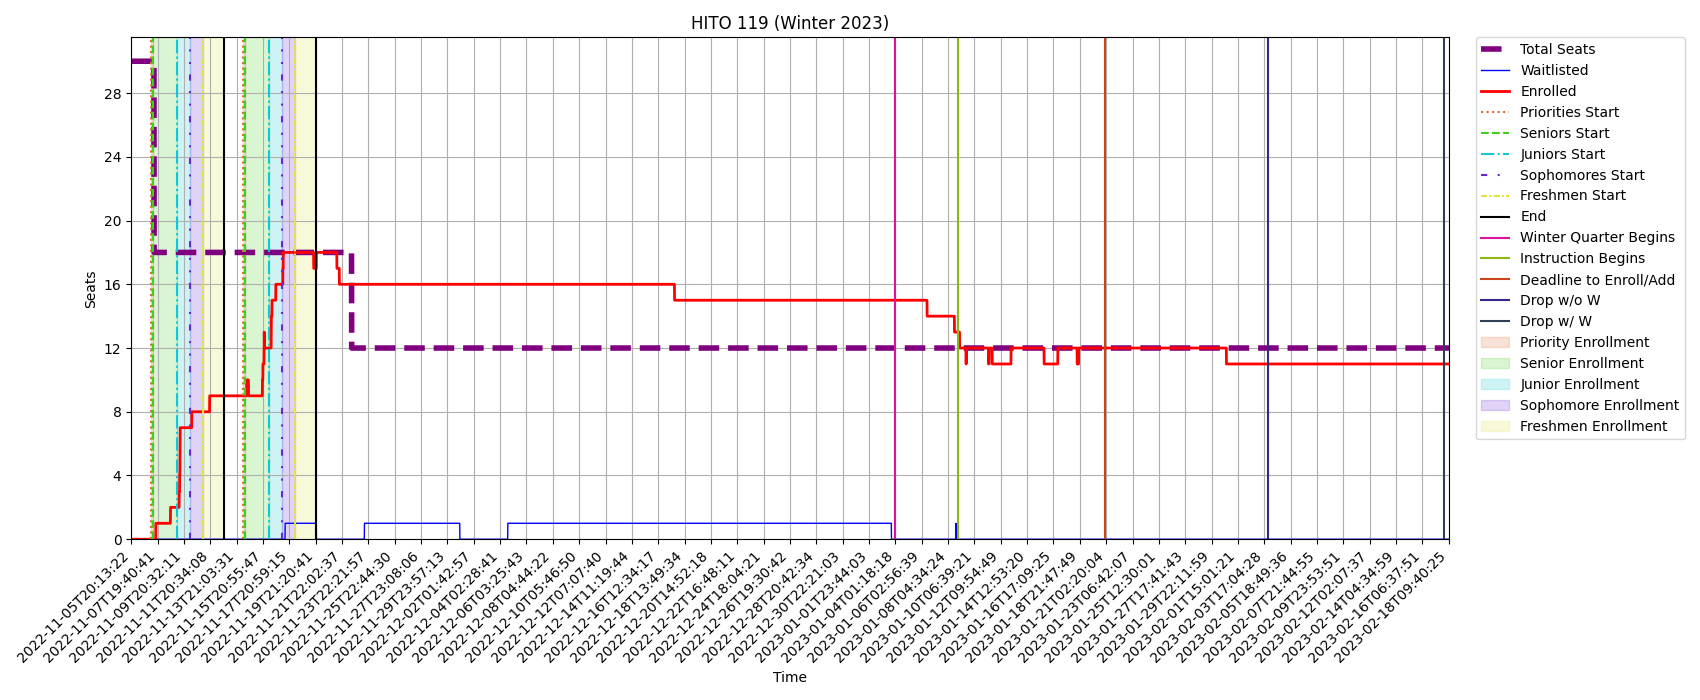 HITO 119 (Winter 2023)
Seats
28
24
20
16
12
8
4
0
2022-11-05T20:13:22
2022-11-07T19:40:41
2022-11-09T20:32:11
2022-11-11T20:34:08
2022-11-13T21:03:31
2022-11-15T20:55:47
2022-11-17T20:59:15
2022-11-19T21:20:41
2022-11-21T22:02:37
2022-11-23T22:21:57
2022-11-25T22:44:30
2022-11-27T23:08:06
2022-11-29T23:57:13
2022-12-04T01:42:57
2022-12-04T02:28:41
2022-12-06T03:25:43
2022-12-08T04:44:22
2022-12-10T05:46:50
2022-12-12T07:07:40
2022-12-14T11:19:44
2022-12-16T12:34:17
2022-12-18T13:49:34
2022-12-20T14:52:18
2022-12-22T16:48:11
2022-12-24T18:04:21
2022-12-26T19:30:42
2022-12-28T20:42:34
2022-12-30T22:21:03
2023-01-01T23:44:03
2023-01-04T01:18:18
2023-01-06T02:56:39
2023-01-08T04:34:24
2023-01-10T06:39:21
2023-01-12T09:54:49
2023-01-14T12:53:20
2023-01-16T17:09:25
2023-01-18T21:47:49
2023-01-21T02:20:04
2023-01-23T06:42:07
2023-01-25T12:30:01
2023-01-27T17:41:43
2023-01-29T22:11:59
2023-02-01T15:01:21
2023-02-03T17:04:28
2023-02-05T18:49:36
2023-02-07T21:44:55
2023-02-09T23:53:51
2023-02-12T02:07:37
2023-02-14T04:34:59
2023-02-16T06:37:51
2023-02-18T09:40:25
Time
Total Seats
Waitlisted
Enrolled
Priorities Start
Seniors Start
Juniors Start
Sophomores Start
Freshmen Start
End
Winter Quarter Begins
Instruction Begins
Deadline to Enroll/Add
Drop w/o W
Drop w/ W
Priority Enrollment
Senior Enrollment
Junior Enrollment
Sophomore Enrollment
Freshmen Enrollment